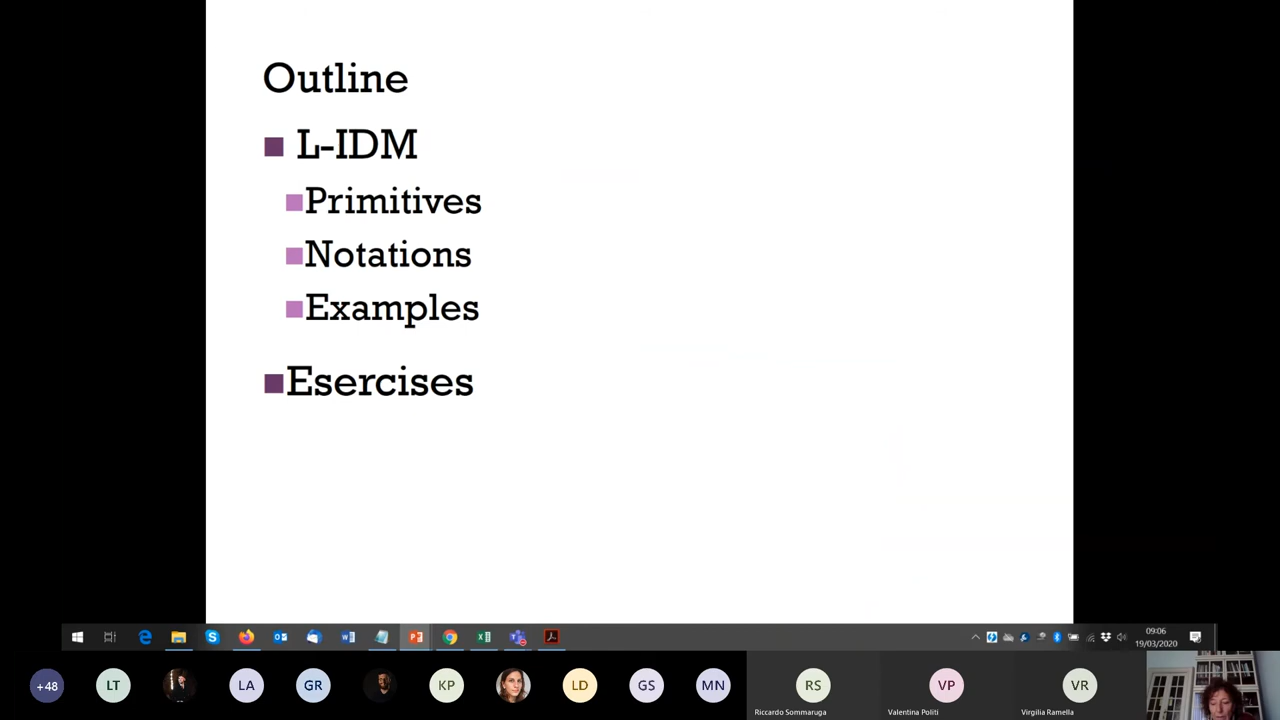 Outline
L-IDM
Primitives
Notations
Examples
Esercises
09:06
19/03/2020
+48
LT
LA
GR
KP
LD
GS
MN
RS
VP
VR
Riccardo Sommaruga
Valentina Politi
Virgilia Ramella